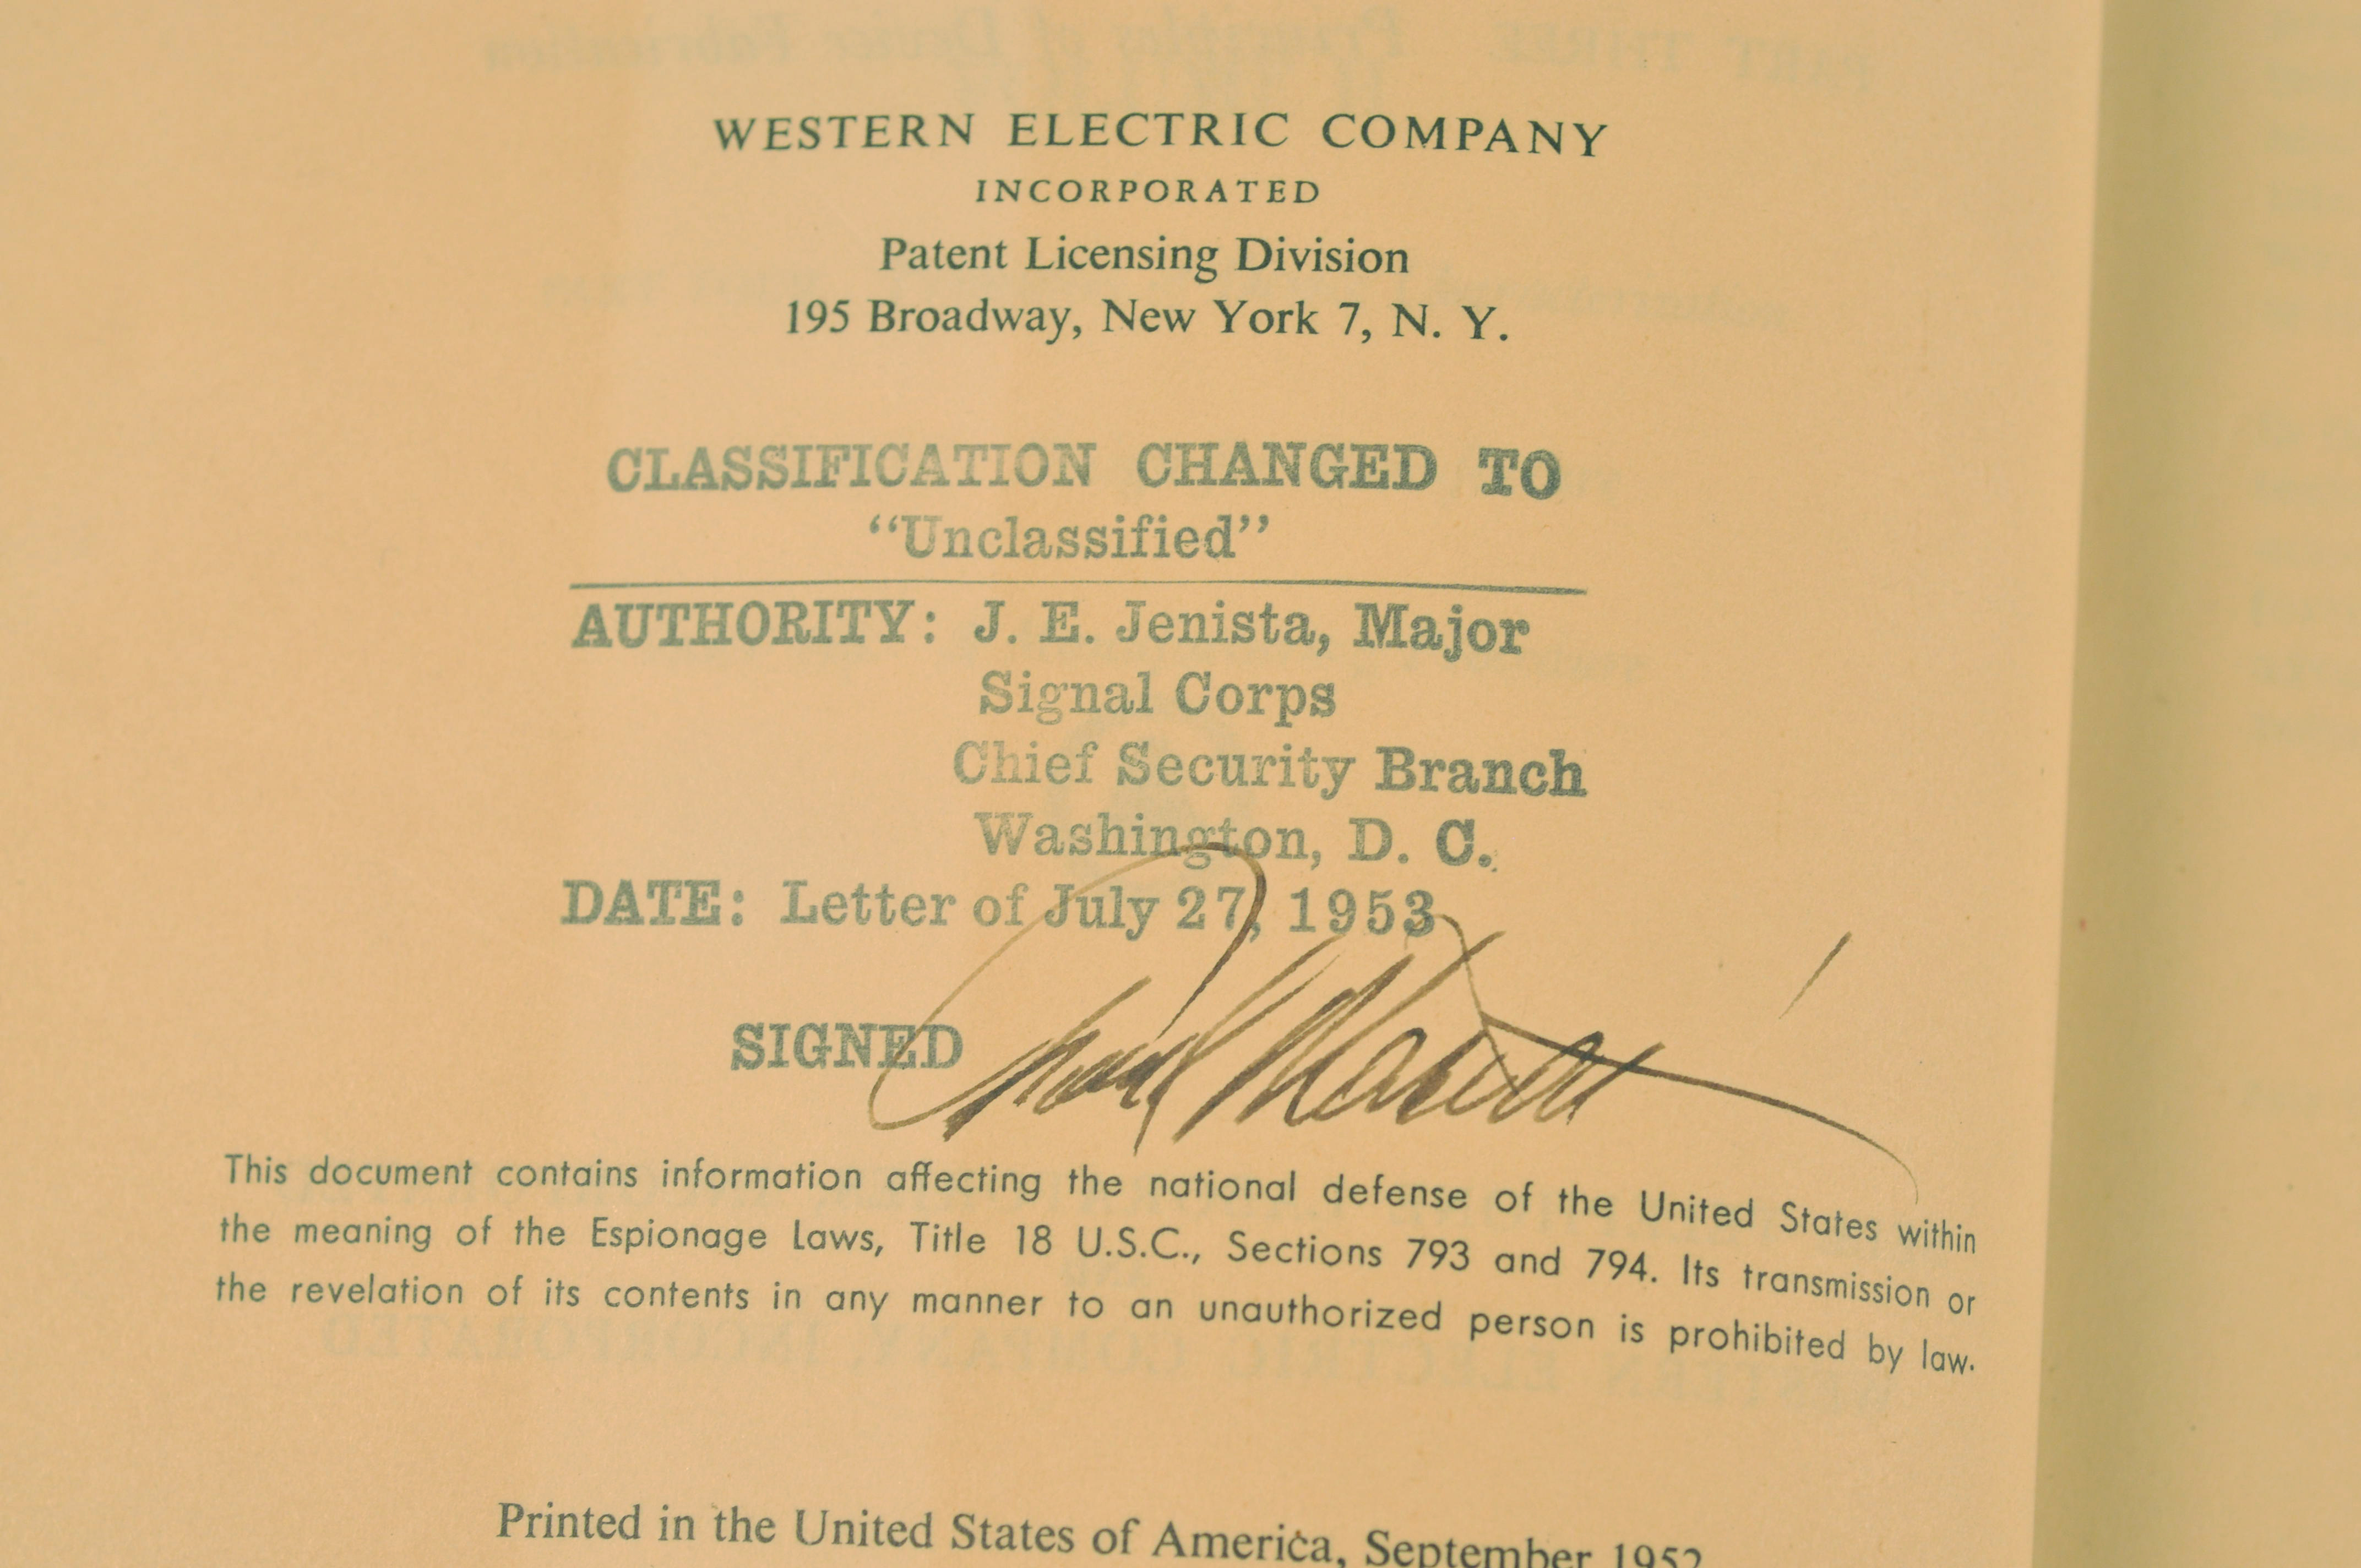 WESTERN ELECTRIC COMPANY
INCORPORATED
Patent Licensing Division
195 Broadway, New York 7, N. Y.
CLASSIFICATION CHANGED TO
“Unclassified”
AUTHORITY: J. E. Jenista, Major
Signal Corps
Chief Security Branch
Washington, D. C.
DATE: Letter of July 27, 1953
SIGNED
This document contains information affecting the national defense of the United States within
the meaning of the Espionage Laws, Title 18 U.S.C., Sections 793 and 794. Its transmission or
the revelation of its contents in any manner to an unauthorized person is prohibited by law.
Printed in the United States of America, September 1952